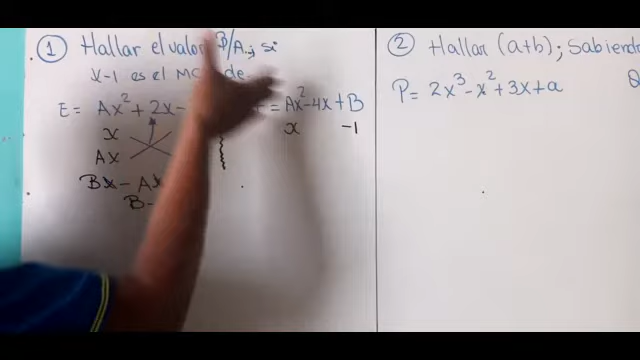 1 Hallar el valor B/A; si
x-1 es el MC de
E = Ax² + 2x - = Ax² - 4x + B
x x -1
Ax
Bx - Ax
B -
2 Hallar (a+b); Sabiendo
P = 2x³ - x² + 3x + a